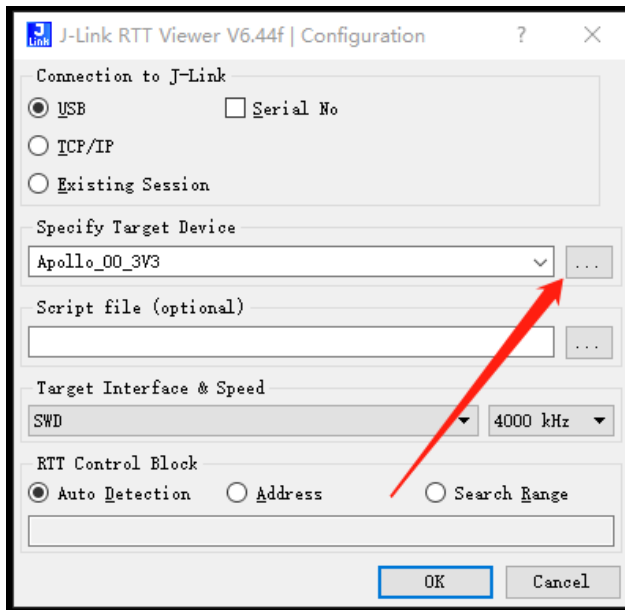 J-Link RTT Viewer V6.44f | Configuration
Connection to J-Link
USB Serial No
TCP/IP
Existing Session
Specify Target Device
Apollo_00_3V3
...
Script file (optional)
...
Target Interface & Speed
SWD 4000 kHz
RTT Control Block
Auto Detection Address Search Range
OK Cancel